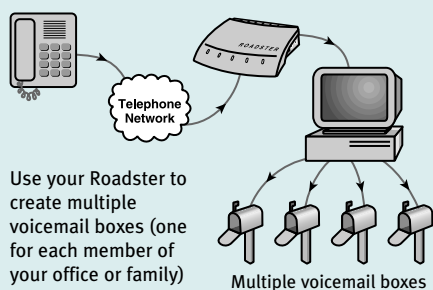 ROADSTER
Telephone
Network
Use your Roadster to
create multiple
voicemail boxes (one
for each member of
your office or family)
Multiple voicemail boxes